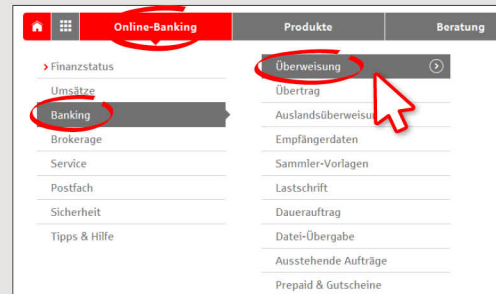 Online-Banking Produkte Beratung
Finanzstatus
Umsätze
Banking
Brokerage
Service
Postfach
Sicherheit
Tipps & Hilfe
Überweisung
Übertrag
Auslandsüberweisun
Empfängerdaten
Sammler-Vorlagen
Lastschrift
Dauerauftrag
Datei-Übergabe
Ausstehende Aufträge
Prepaid & Gutscheine